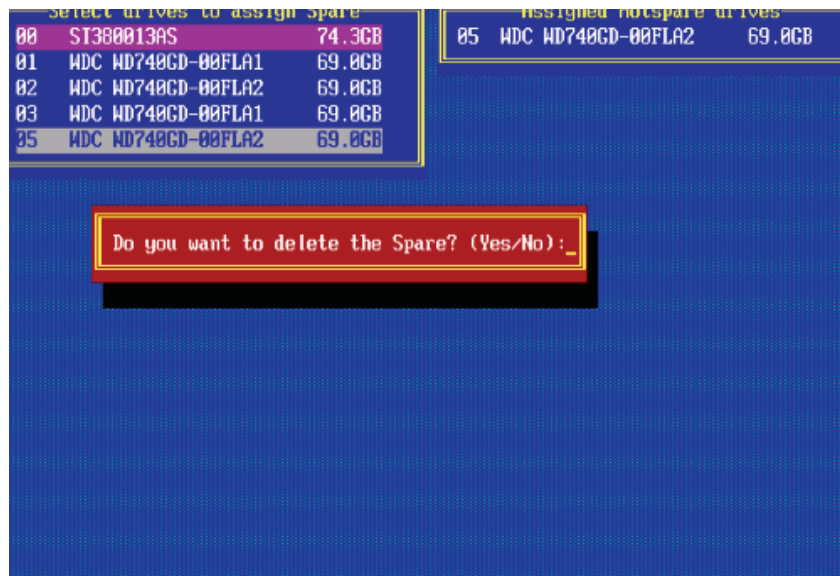 Select drives to assign Spare
00 ST380013AS 74.3GB
01 WDC WD740GD-00FLA1 69.0GB
02 WDC WD740GD-00FLA2 69.0GB
03 WDC WD740GD-00FLA1 69.0GB
05 WDC WD740GD-00FLA2 69.0GB
Assigned Hotspare drives
05 WDC WD740GD-00FLA2 69.0GB
Do you want to delete the Spare? (Yes/No):_